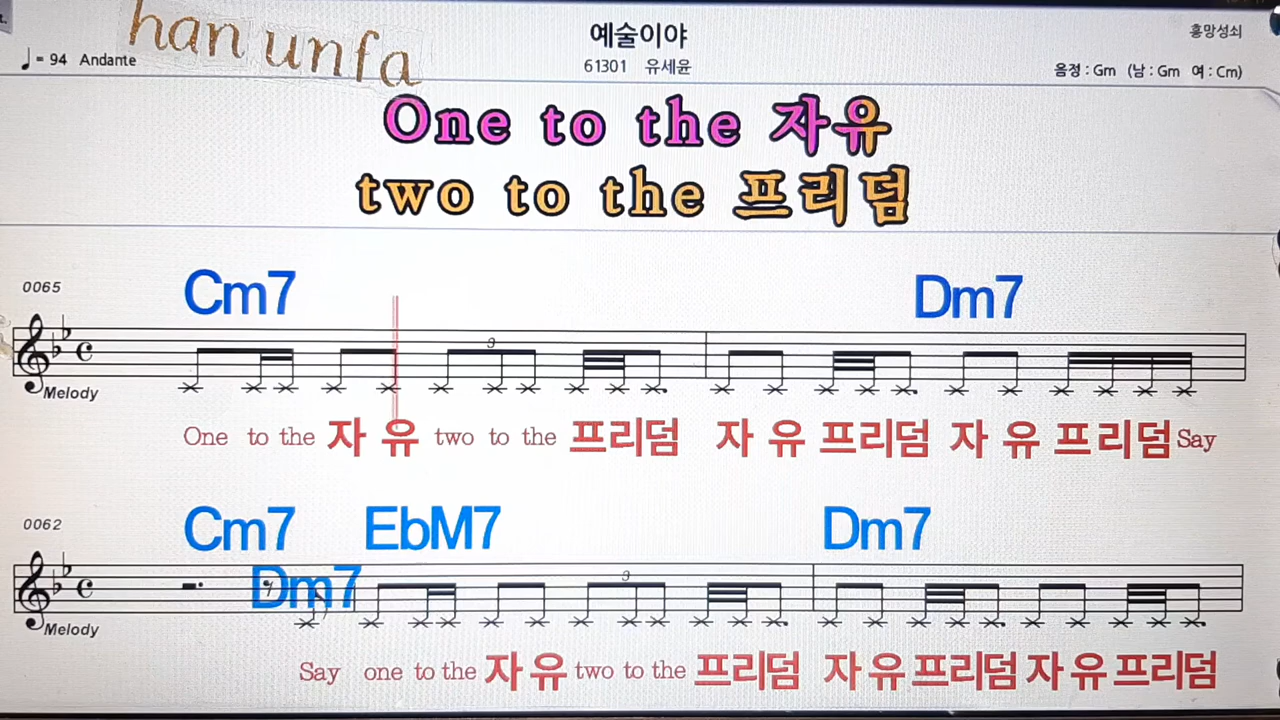 han unfa
예술이야
흥망성쇠
♩= 94 Andante
61301 유세윤
음정 : Gm (남 : Gm 여 : Cm)
One to the 자유
two to the 프리덤
0065
Cm7 Dm7
3
Melody
One to the 자 유 two to the 프리덤 자 유 프리덤 자 유 프리덤 Say
0062
Cm7 EbM7 Dm7
Dm7
3
Melody
Say one to the 자 유 two to the 프리덤 자 유 프리덤 자 유 프리덤